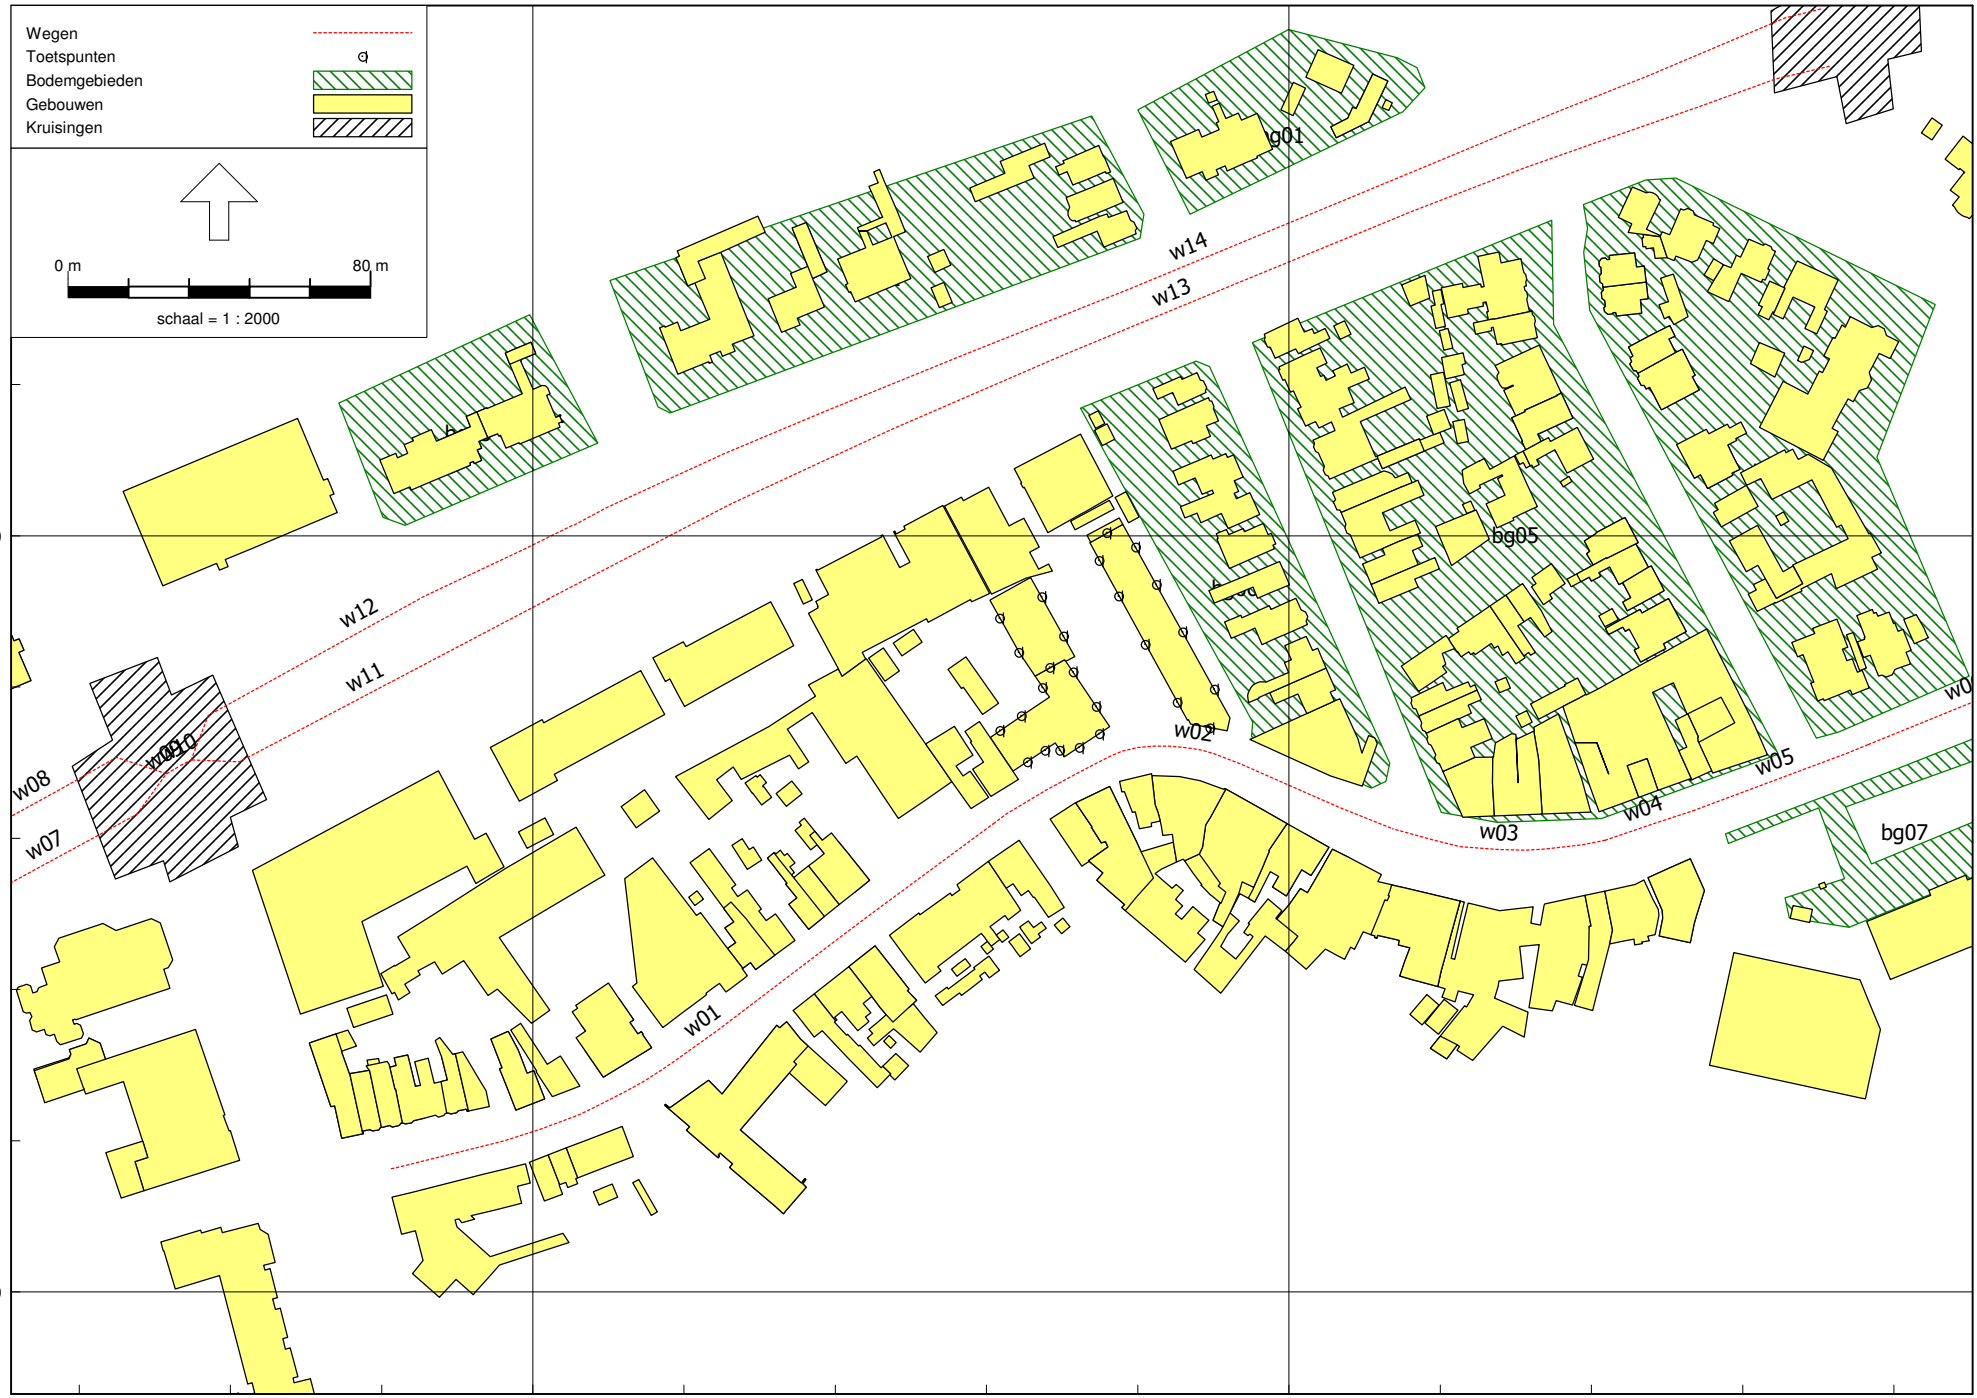 Wegen
Toetspunten
Bodemgebieden
Gebouwen
Kruisingen
0 m 80 m
schaal = 1 : 2000
w14
w13
bg05
w12
w11
w08
w07
w02
w05
w04
w03
bg07
w01